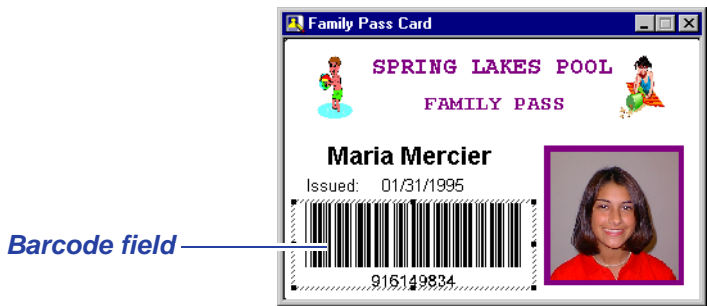 Family Pass Card
SPRING LAKES POOL
FAMILY PASS
Maria Mercier
Issued: 01/31/1995
Barcode field
916149834